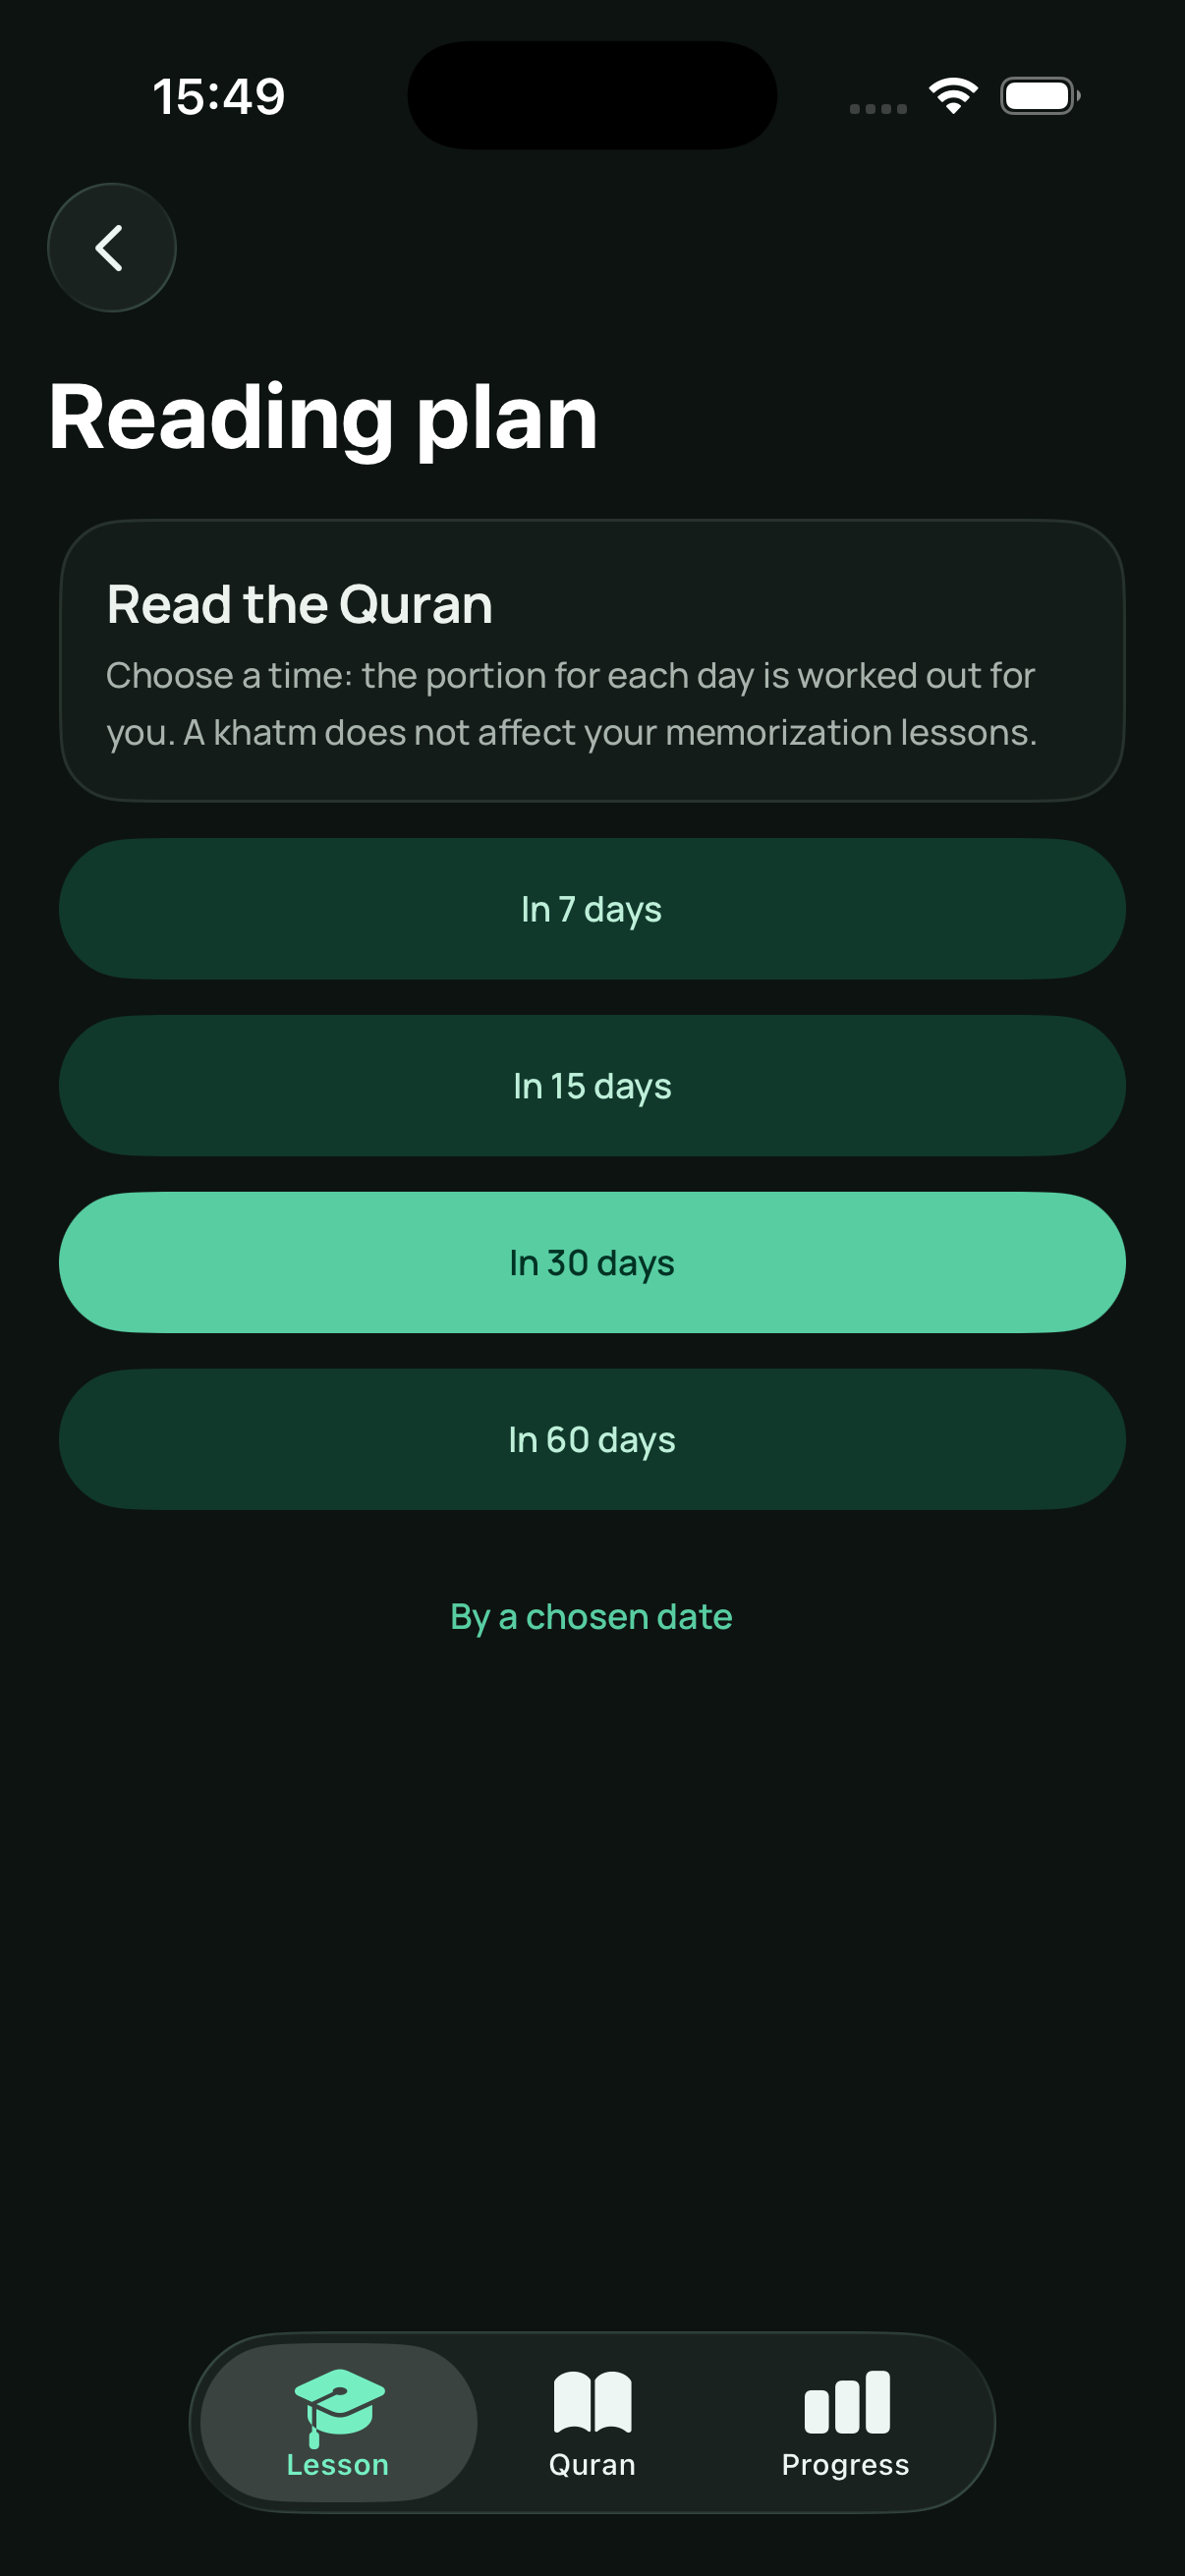 15:49
Reading plan
Read the Quran
Choose a time: the portion for each day is worked out for
you. A khatm does not affect your memorization lessons.
In 7 days
In 15 days
In 30 days
In 60 days
By a chosen date
Lesson
Quran
Progress